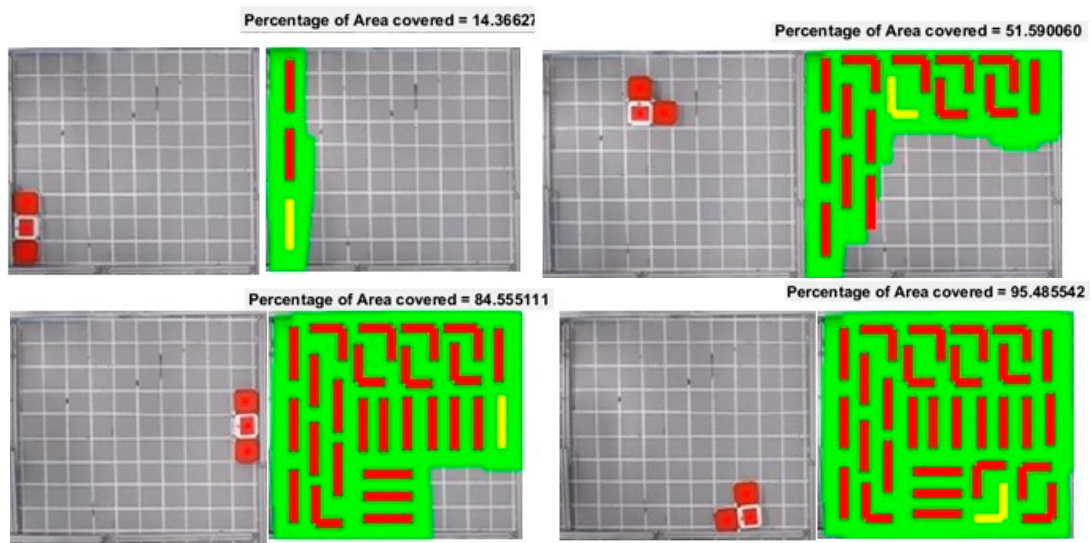 Percentage of Area covered = 14.36627
Percentage of Area covered = 51.590060
Percentage of Area covered = 84.555111
Percentage of Area covered = 95.485542